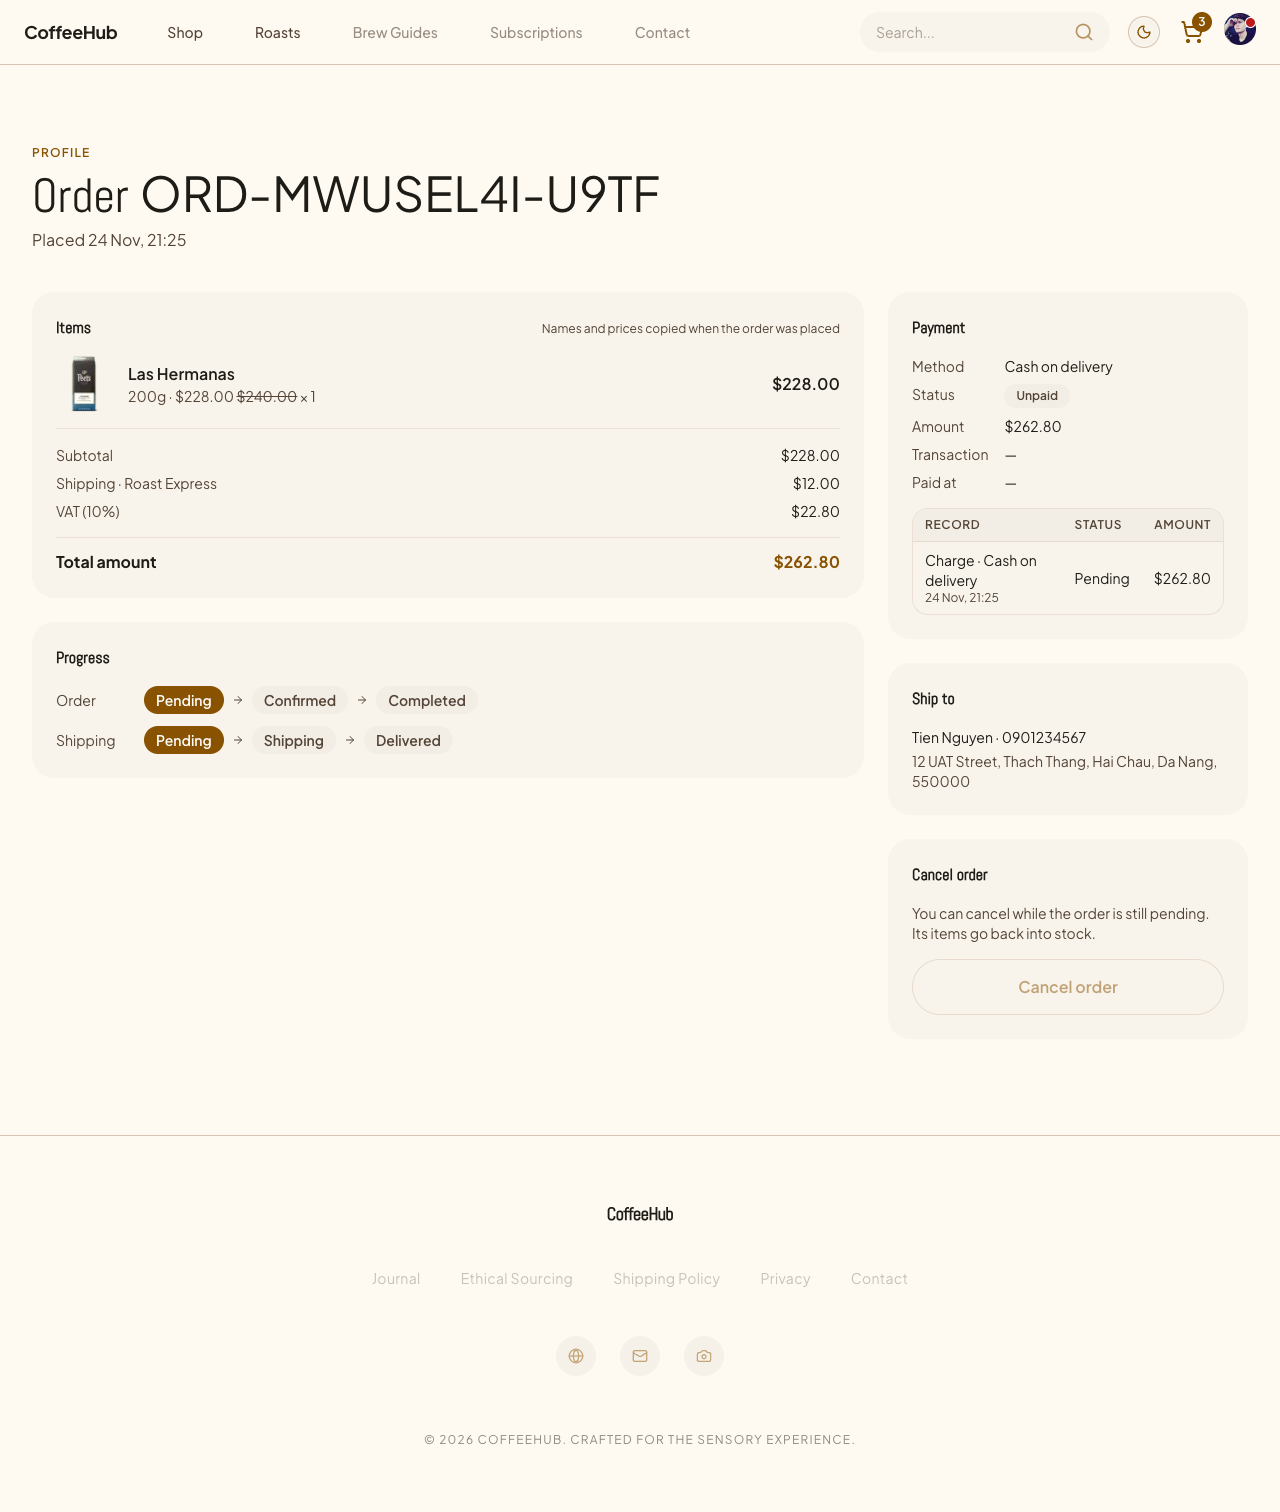 CoffeeHub Shop Roasts Brew Guides Subscriptions Contact Search... 3
PROFILE
Order ORD-MWUSEL4I-U9TF
Placed 24 Nov, 21:25
Items Names and prices copied when the order was placed
Las Hermanas
200g · $228.00 $240.00 × 1
$228.00
Subtotal $228.00
Shipping · Roast Express $12.00
VAT (10%) $22.80
Total amount $262.80
Progress
Order Pending → Confirmed → Completed
Shipping Pending → Shipping → Delivered
Payment
Method Cash on delivery
Status Unpaid
Amount $262.80
Transaction —
Paid at —
RECORD STATUS AMOUNT
Charge · Cash on
delivery
24 Nov, 21:25
Pending $262.80
Ship to
Tien Nguyen · 0901234567
12 UAT Street, Thach Thang, Hai Chau, Da Nang,
550000
Cancel order
You can cancel while the order is still pending.
Its items go back into stock.
Cancel order
CoffeeHub
Journal Ethical Sourcing Shipping Policy Privacy Contact
© 2026 COFFEEHUB. CRAFTED FOR THE SENSORY EXPERIENCE.